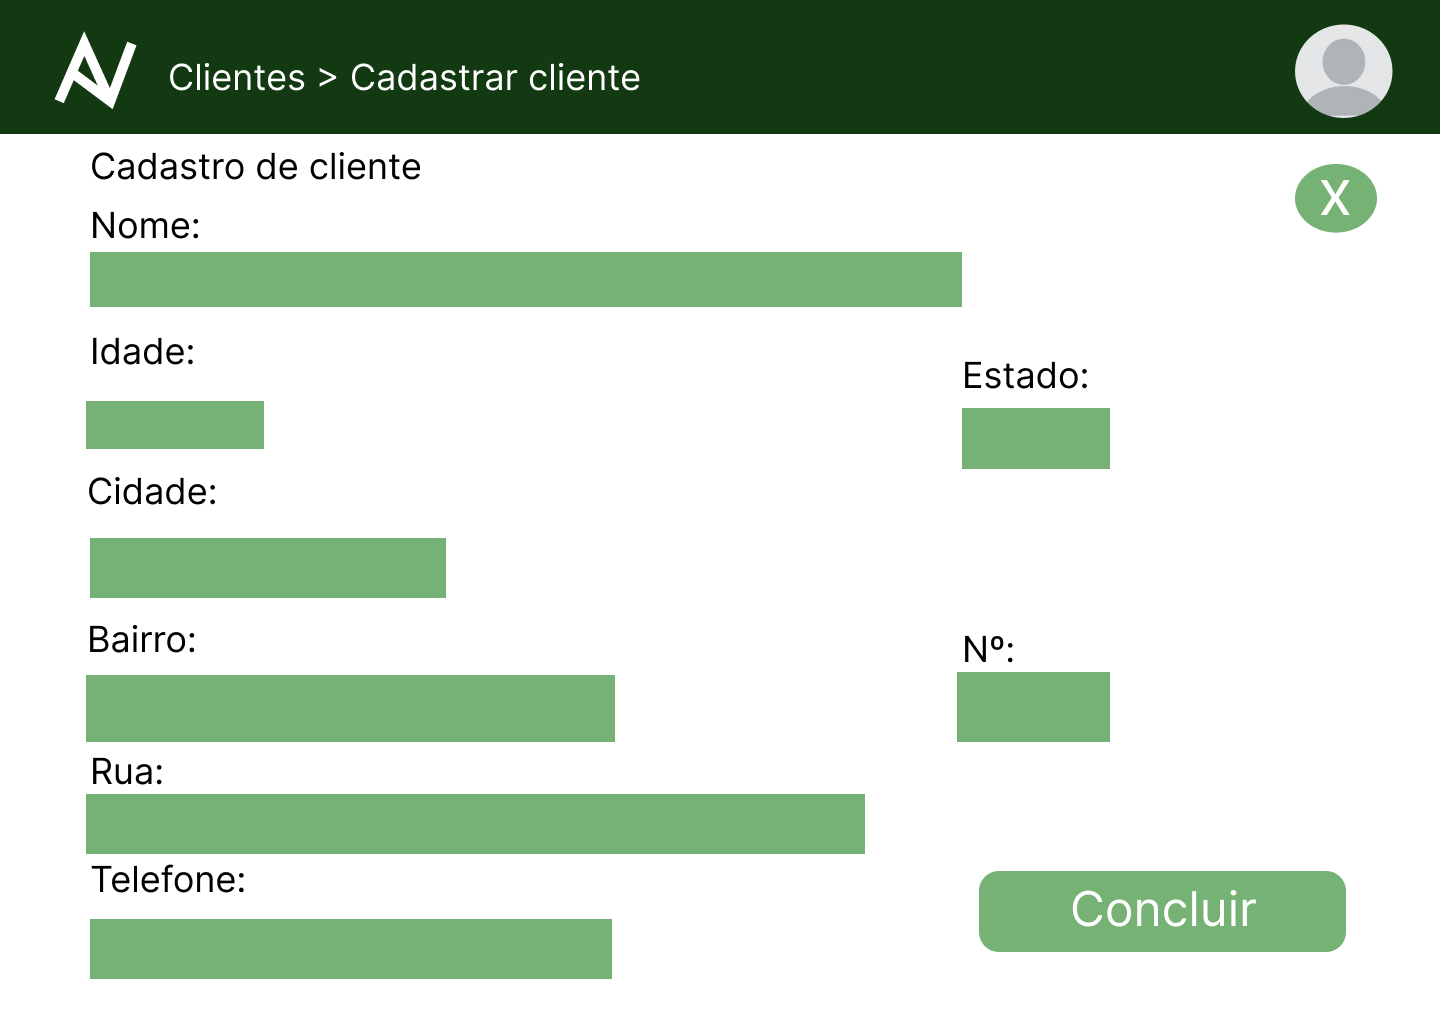 Clientes > Cadastrar cliente
Cadastro de cliente
X
Nome:
Idade:
Estado:
Cidade:
Bairro:
Nº:
Rua:
Telefone:
Concluir